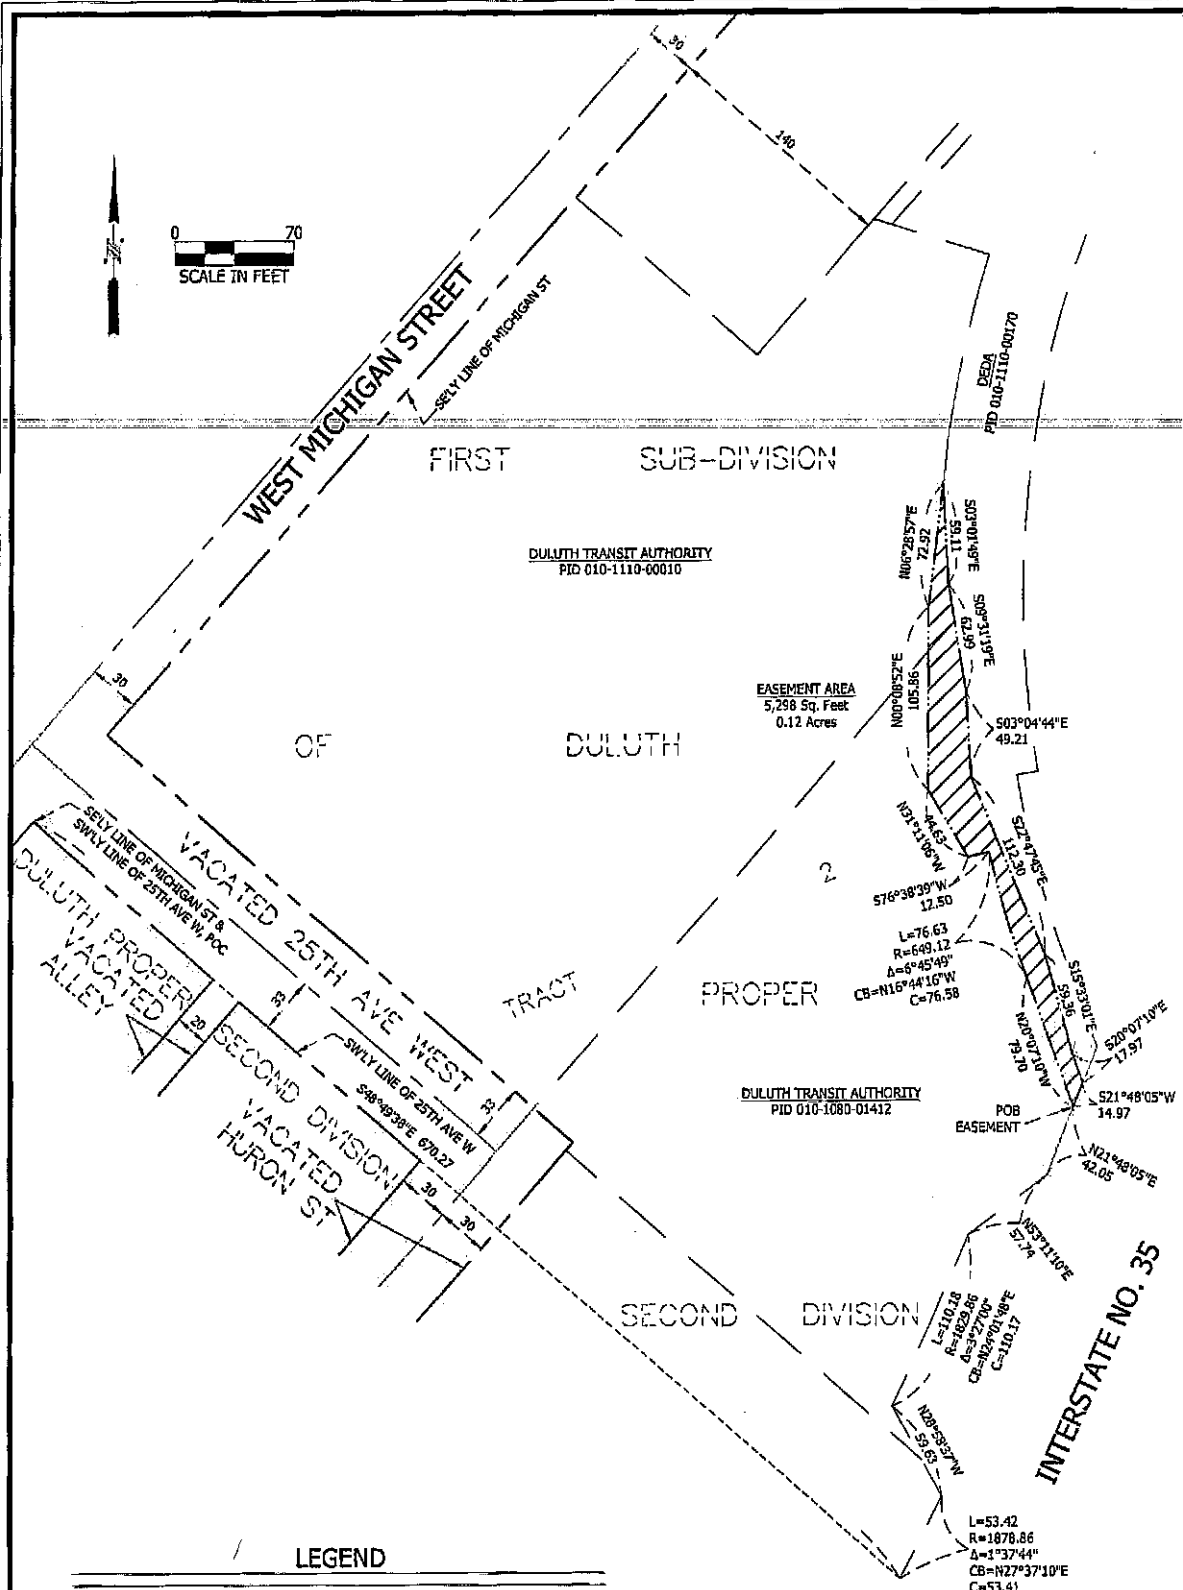 30
140
0 70
SCALE IN FEET
WEST MICHIGAN STREET
SE'LY LINE OF MICHIGAN ST
DEDA
PID 010-1110-00170
FIRST SUB-DIVISION
DULUTH TRANSIT AUTHORITY
PID 010-1110-00010
N06°28'57"E
72.92
S03°01'49"E
59.11
S09°31'19"E
62.99
N00°08'52"E
105.86
EASEMENT AREA
5,298 Sq. Feet
0.12 Acres
S03°04'44"E
49.21
30
OF DULUTH
SE'LY LINE OF MICHIGAN ST &
SW'LY LINE OF 25TH AVE W, POC
VACATED 25TH AVE WEST
DULUTH PROPER
VACATED
ALLEY
N31°11'06"W
44.63
S22°47'45"E
112.30
2
S76°38'39"W
12.50
L=76.63
R=649.12
Δ=6°45'49"
CB=N16°44'16"W
C=76.58
TRACT PROPER
33
20
SW'LY LINE OF 25TH AVE W
S48°49'38"E 670.27
33
SECOND DIVISION
VACATED
HURON ST
30
30
S15°33'01"E
59.36
S20°07'10"E
17.97
N20°07'10"W
79.70
DULUTH TRANSIT AUTHORITY
PID 010-1080-01412
S21°48'05"W
14.97
POB
EASEMENT
N21°48'05"E
42.05
N53°11'10"E
57.74
SECOND DIVISION
L=110.18
R=1829.86
Δ=3°27'00"
CB=N24°01'48"E
C=110.17
INTERSTATE NO. 35
N28°58'37"W
59.63
L=53.42
R=1878.86
Δ=1°37'44"
CB=N27°37'10"E
C=53.41
LEGEND